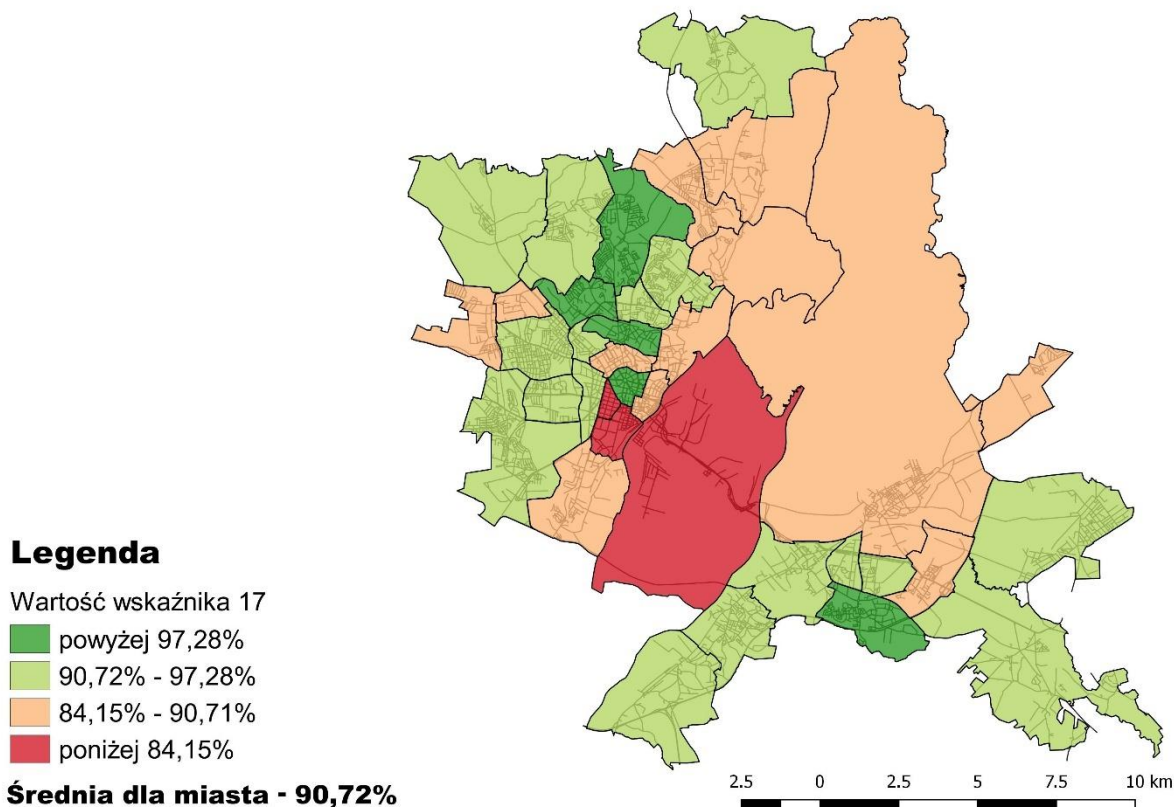 Legenda
Wartość wskaźnika 17
powyżej 97,28%
90,72% - 97,28%
84,15% - 90,71%
poniżej 84,15%
Średnia dla miasta - 90,72%
2.5 0 2.5 5 7.5 10 km